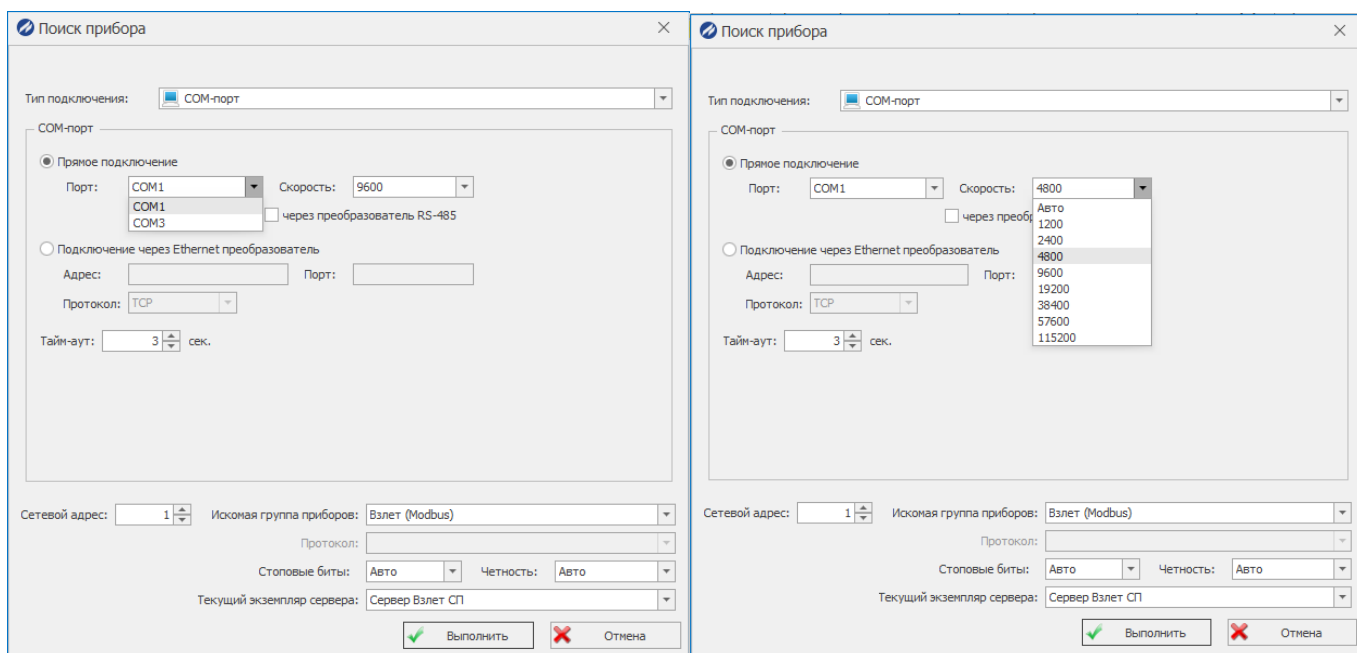 Поиск прибора
Тип подключения: COM-порт
COM-порт
Прямое подключение
Порт: COM1 Скорость: 9600
COM1
COM3
через преобразователь RS-485
Подключение через Ethernet преобразователь
Адрес: Порт:
Протокол: TCP
Тайм-аут: 3 сек.
Сетевой адрес: 1 Искомая группа приборов: Взлет (Modbus)
Протокол:
Стоповые биты: Авто Четность: Авто
Текущий экземпляр сервера: Сервер Взлет СП
Выполнить Отмена
Поиск прибора
Тип подключения: COM-порт
COM-порт
Прямое подключение
Порт: COM1 Скорость: 4800
Авто
через преобр
1200
2400
4800
9600
19200
38400
57600
115200
Подключение через Ethernet преобразователь
Адрес: Порт:
Протокол: TCP
Тайм-аут: 3 сек.
Сетевой адрес: 1 Искомая группа приборов: Взлет (Modbus)
Протокол:
Стоповые биты: Авто Четность: Авто
Текущий экземпляр сервера: Сервер Взлет СП
Выполнить Отмена